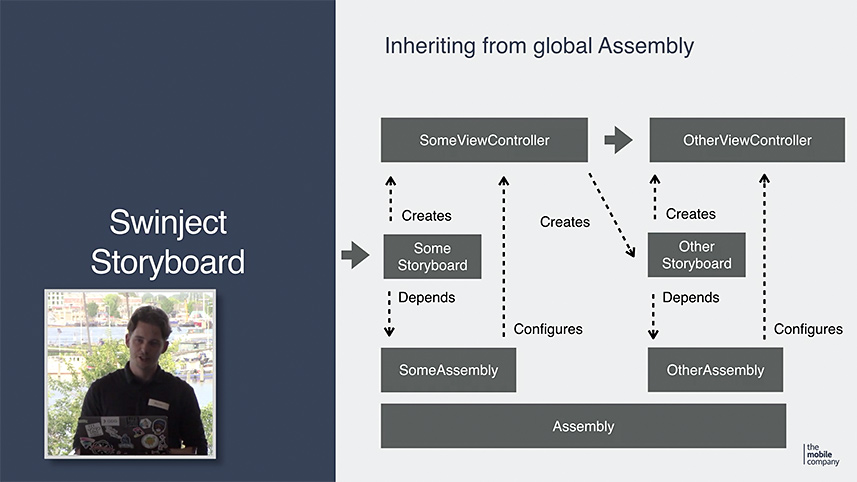 Swinject
Storyboard
Inheriting from global Assembly
SomeViewController
OtherViewController
Creates
Creates
Creates
Some
Storyboard
Other
Storyboard
Depends
Depends
Configures
Configures
SomeAssembly
OtherAssembly
Assembly
the
mobile
company